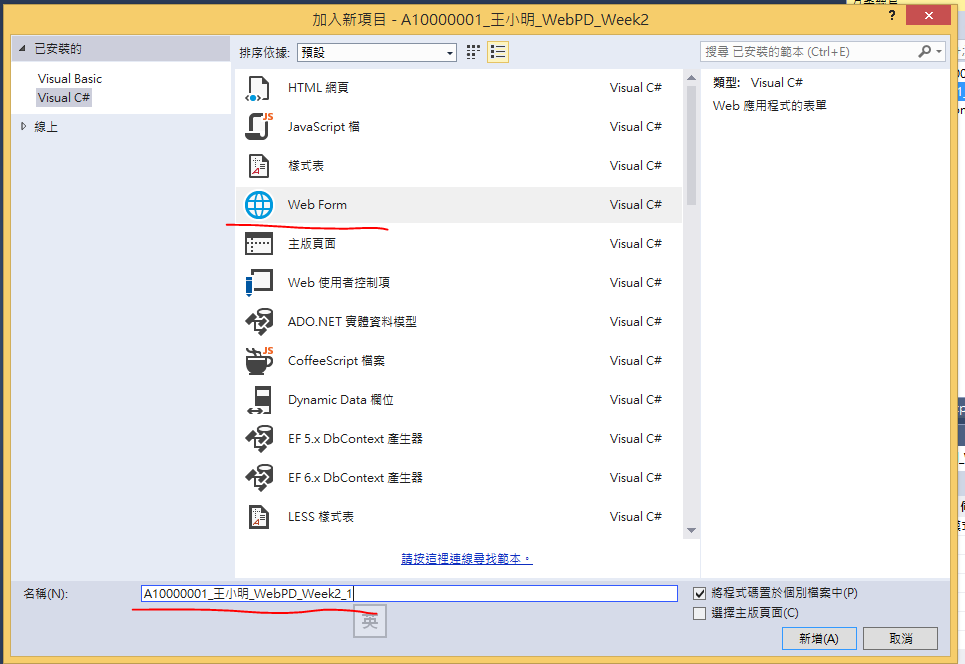 加入新項目 - A10000001_王小明_WebPD_Week2
已安裝的
Visual Basic
Visual C#
線上
排序依據: 預設
HTML 網頁 Visual C#
JavaScript 檔 Visual C#
樣式表 Visual C#
Web Form Visual C#
主版頁面 Visual C#
Web 使用者控制項 Visual C#
ADO.NET 實體資料模型 Visual C#
CoffeeScript 檔案 Visual C#
Dynamic Data 欄位 Visual C#
EF 5.x DbContext 產生器 Visual C#
EF 6.x DbContext 產生器 Visual C#
LESS 樣式表 Visual C#
請按這裡連線尋找範本。
搜尋 已安裝的範本 (Ctrl+E)
類型: Visual C#
Web 應用程式的表單
名稱(N): A10000001_王小明_WebPD_Week2_1
英
將程式碼置於個別檔案中(P)
選擇主版頁面(C)
新增(A) 取消